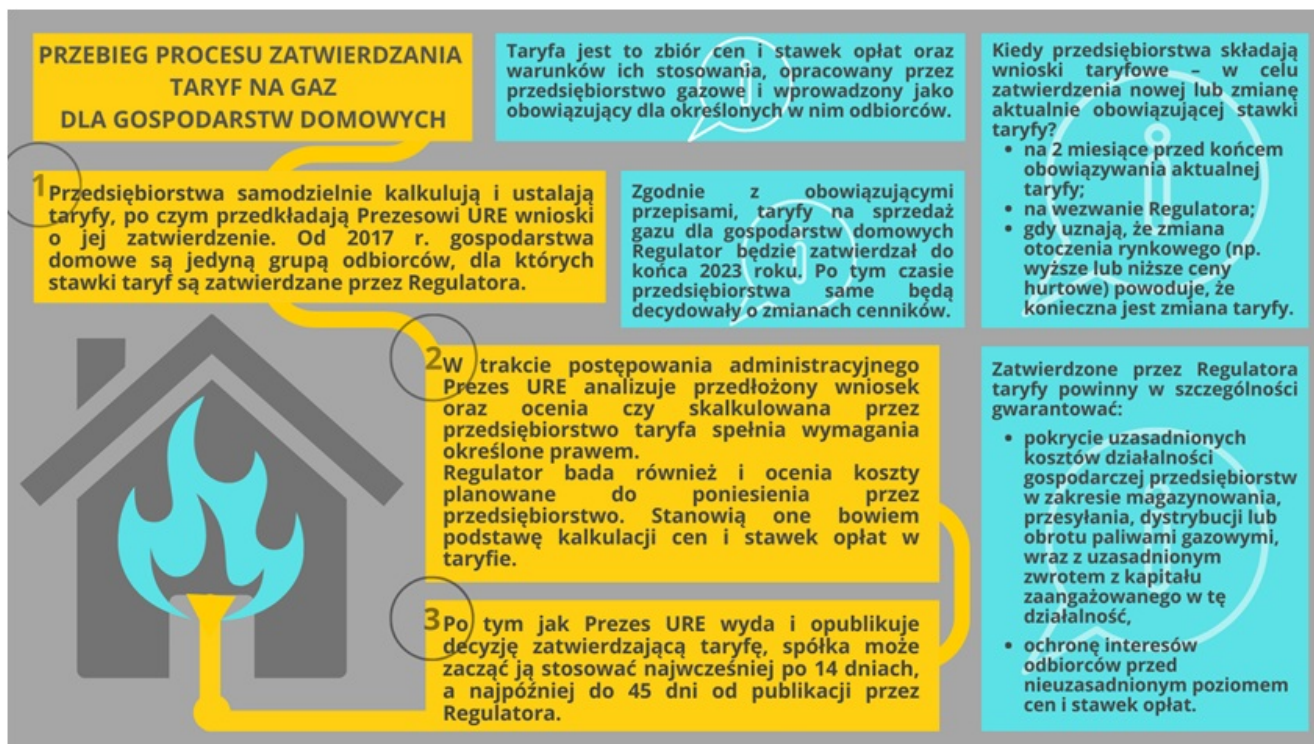 PRZEBIEG PROCESU ZATWIERDZANIA
TARYF NA GAZ
DLA GOSPODARSTW DOMOWYCH
Taryfa jest to zbiór cen i stawek opłat oraz
warunków ich stosowania, opracowany przez
przedsiębiorstwo gazowe i wprowadzony jako
obowiązujący dla określonych w nim odbiorców.
Kiedy przedsiębiorstwa składają
wnioski taryfowe – w celu
zatwierdzenia nowej lub zmianę
aktualnie obowiązującej stawki
taryfy?
• na 2 miesiące przed końcem
obowiązywania aktualnej
taryfy;
• na wezwanie Regulatora;
• gdy uznają, że zmiana
otoczenia rynkowego (np.
wyższe lub niższe ceny
hurtowe) powoduje, że
konieczna jest zmiana taryfy.
1
Przedsiębiorstwa samodzielnie kalkulują i ustalają
taryfy, po czym przedkładają Prezesowi URE wnioski
o jej zatwierdzenie. Od 2017 r. gospodarstwa
domowe są jedyną grupą odbiorców, dla których
stawki taryf są zatwierdzane przez Regulatora.
Zgodnie z obowiązującymi
przepisami, taryfy na sprzedaż
gazu dla gospodarstw domowych
Regulator będzie zatwierdzał do
końca 2023 roku. Po tym czasie
przedsiębiorstwa same będą
decydowały o zmianach cenników.
2
W trakcie postępowania administracyjnego
Prezes URE analizuje przedłożony wniosek
oraz ocenia czy skalkulowana przez
przedsiębiorstwo taryfa spełnia wymagania
określone prawem.
Regulator bada również i ocenia koszty
planowane do poniesienia przez
przedsiębiorstwo. Stanowią one bowiem
podstawę kalkulacji cen i stawek opłat w
taryfie.
Zatwierdzone przez Regulatora
taryfy powinny w szczególności
gwarantować:
• pokrycie uzasadnionych
kosztów działalności
gospodarczej przedsiębiorstw
w zakresie magazynowania,
przesyłania, dystrybucji lub
obrotu paliwami gazowymi,
wraz z uzasadnionym
zwrotem z kapitału
zaangażowanego w tę
działalność,
• ochronę interesów
odbiorców przed
nieuzasadnionym poziomem
cen i stawek opłat.
3
Po tym jak Prezes URE wyda i opublikuje
decyzję zatwierdzającą taryfę, spółka może
zacząć ją stosować najwcześniej po 14 dniach,
a najpóźniej do 45 dni od publikacji przez
Regulatora.